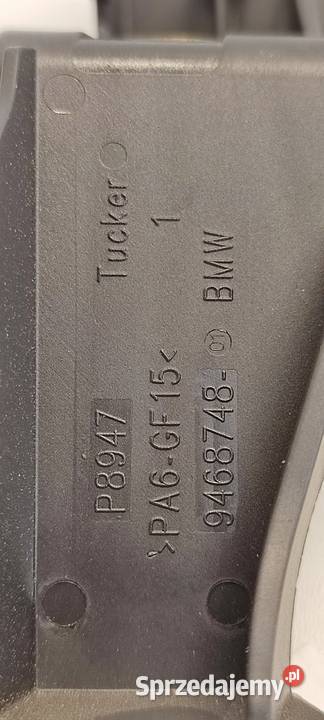 P8947 Tucker
>PA6-GF15< 1
9468748-01 BMW
Sprzedajemy.pl